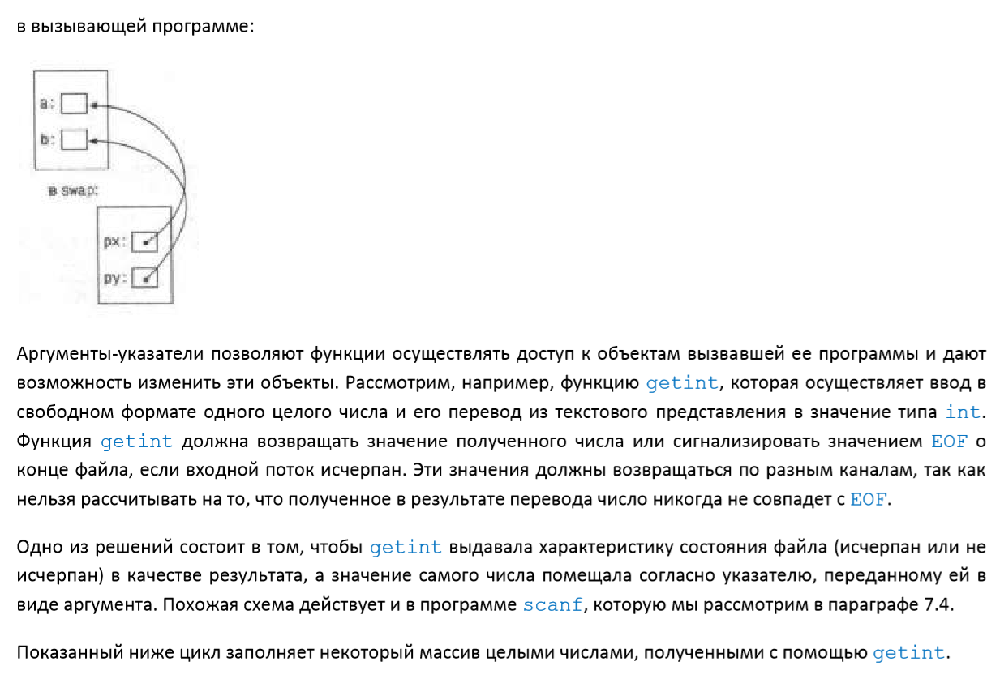 в вызывающей программе:
a:
b:
в swap:
px:
py:
Аргументы-указатели позволяют функции осуществлять доступ к объектам вызвавшей ее программы и дают
возможность изменить эти объекты. Рассмотрим, например, функцию getint, которая осуществляет ввод в
свободном формате одного целого числа и его перевод из текстового представления в значение типа int.
Функция getint должна возвращать значение полученного числа или сигнализировать значением EOF о
конце файла, если входной поток исчерпан. Эти значения должны возвращаться по разным каналам, так как
нельзя рассчитывать на то, что полученное в результате перевода число никогда не совпадет с EOF.
Одно из решений состоит в том, чтобы getint выдавала характеристику состояния файла (исчерпан или не
исчерпан) в качестве результата, а значение самого числа помещала согласно указателю, переданному ей в
виде аргумента. Похожая схема действует и в программе scanf, которую мы рассмотрим в параграфе 7.4.
Показанный ниже цикл заполняет некоторый массив целыми числами, полученными с помощью getint.